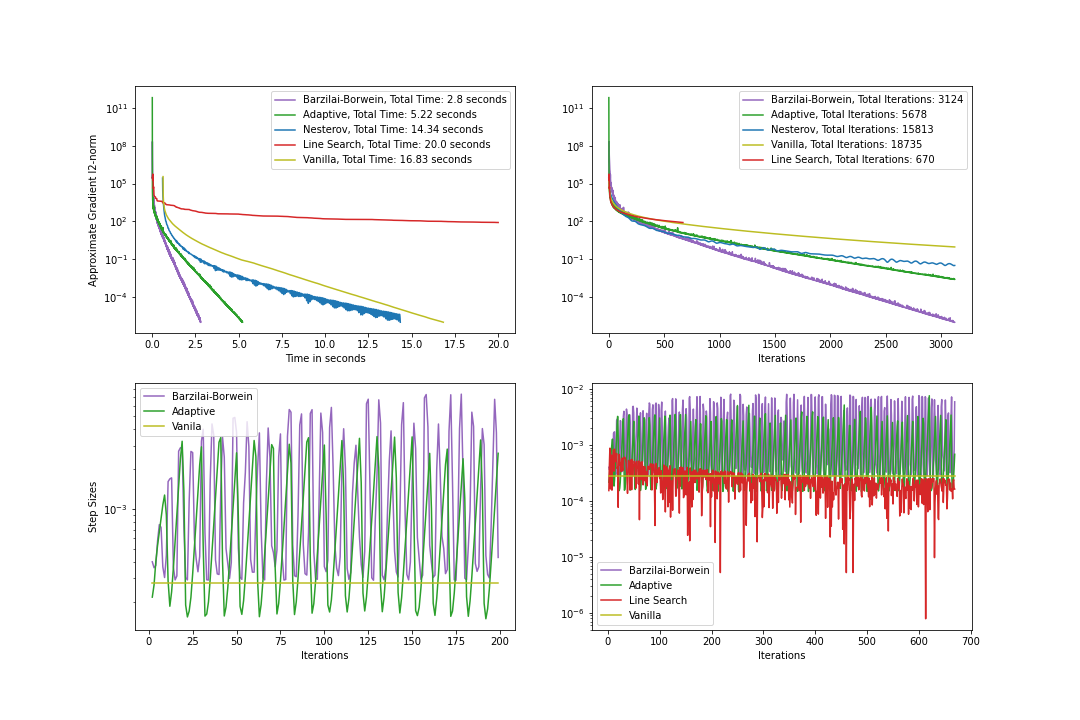 Approximate Gradient l2-norm
10^11
10^8
10^5
10^2
10^-1
10^-4
Barzilai-Borwein, Total Time: 2.8 seconds
Adaptive, Total Time: 5.22 seconds
Nesterov, Total Time: 14.34 seconds
Line Search, Total Time: 20.0 seconds
Vanilla, Total Time: 16.83 seconds
0.0 2.5 5.0 7.5 10.0 12.5 15.0 17.5 20.0
Time in seconds
10^11
10^8
10^5
10^2
10^-1
10^-4
Barzilai-Borwein, Total Iterations: 3124
Adaptive, Total Iterations: 5678
Nesterov, Total Iterations: 15813
Vanilla, Total Iterations: 18735
Line Search, Total Iterations: 670
0 500 1000 1500 2000 2500 3000
Iterations
Step Sizes
10^-3
Barzilai-Borwein
Adaptive
Vanila
0 25 50 75 100 125 150 175 200
Iterations
10^-2
10^-3
10^-4
10^-5
10^-6
Barzilai-Borwein
Adaptive
Line Search
Vanilla
0 100 200 300 400 500 600 700
Iterations